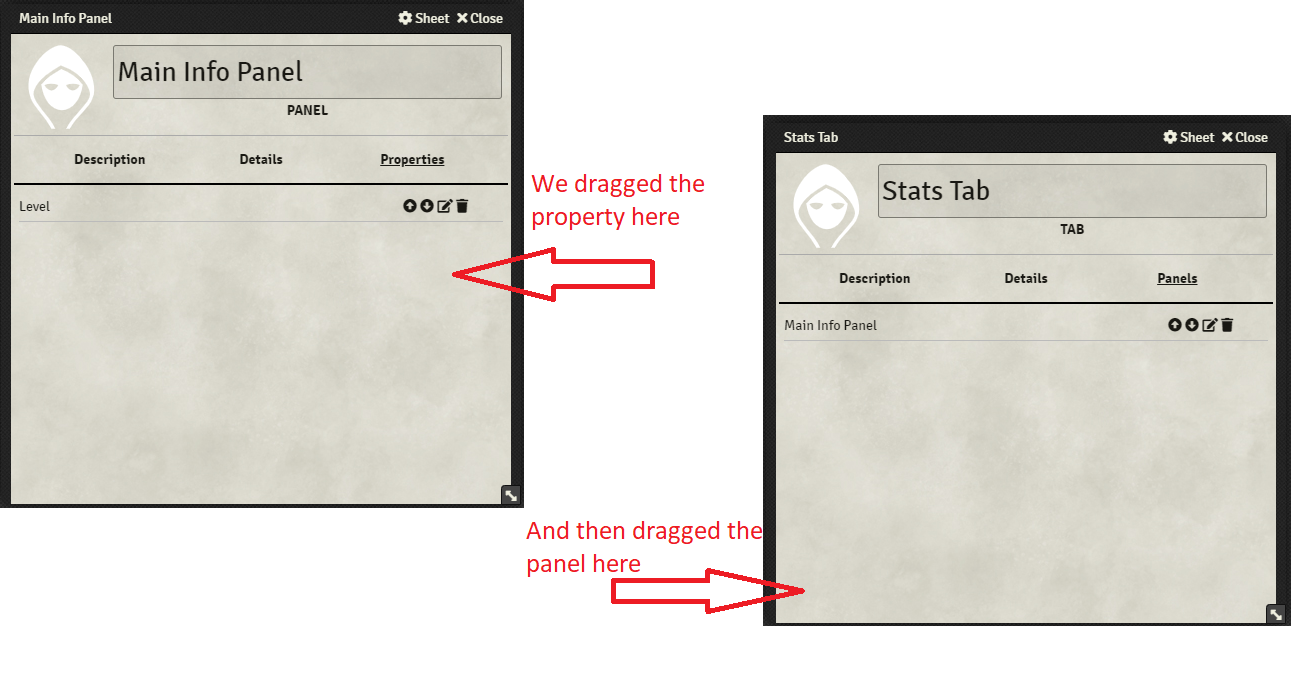 Main Info Panel
Sheet
Close
Main Info Panel
PANEL
Description
Details
Properties
Level
We dragged the
property here
Stats Tab
Sheet
Close
Stats Tab
TAB
Description
Details
Panels
Main Info Panel
And then dragged the
panel here